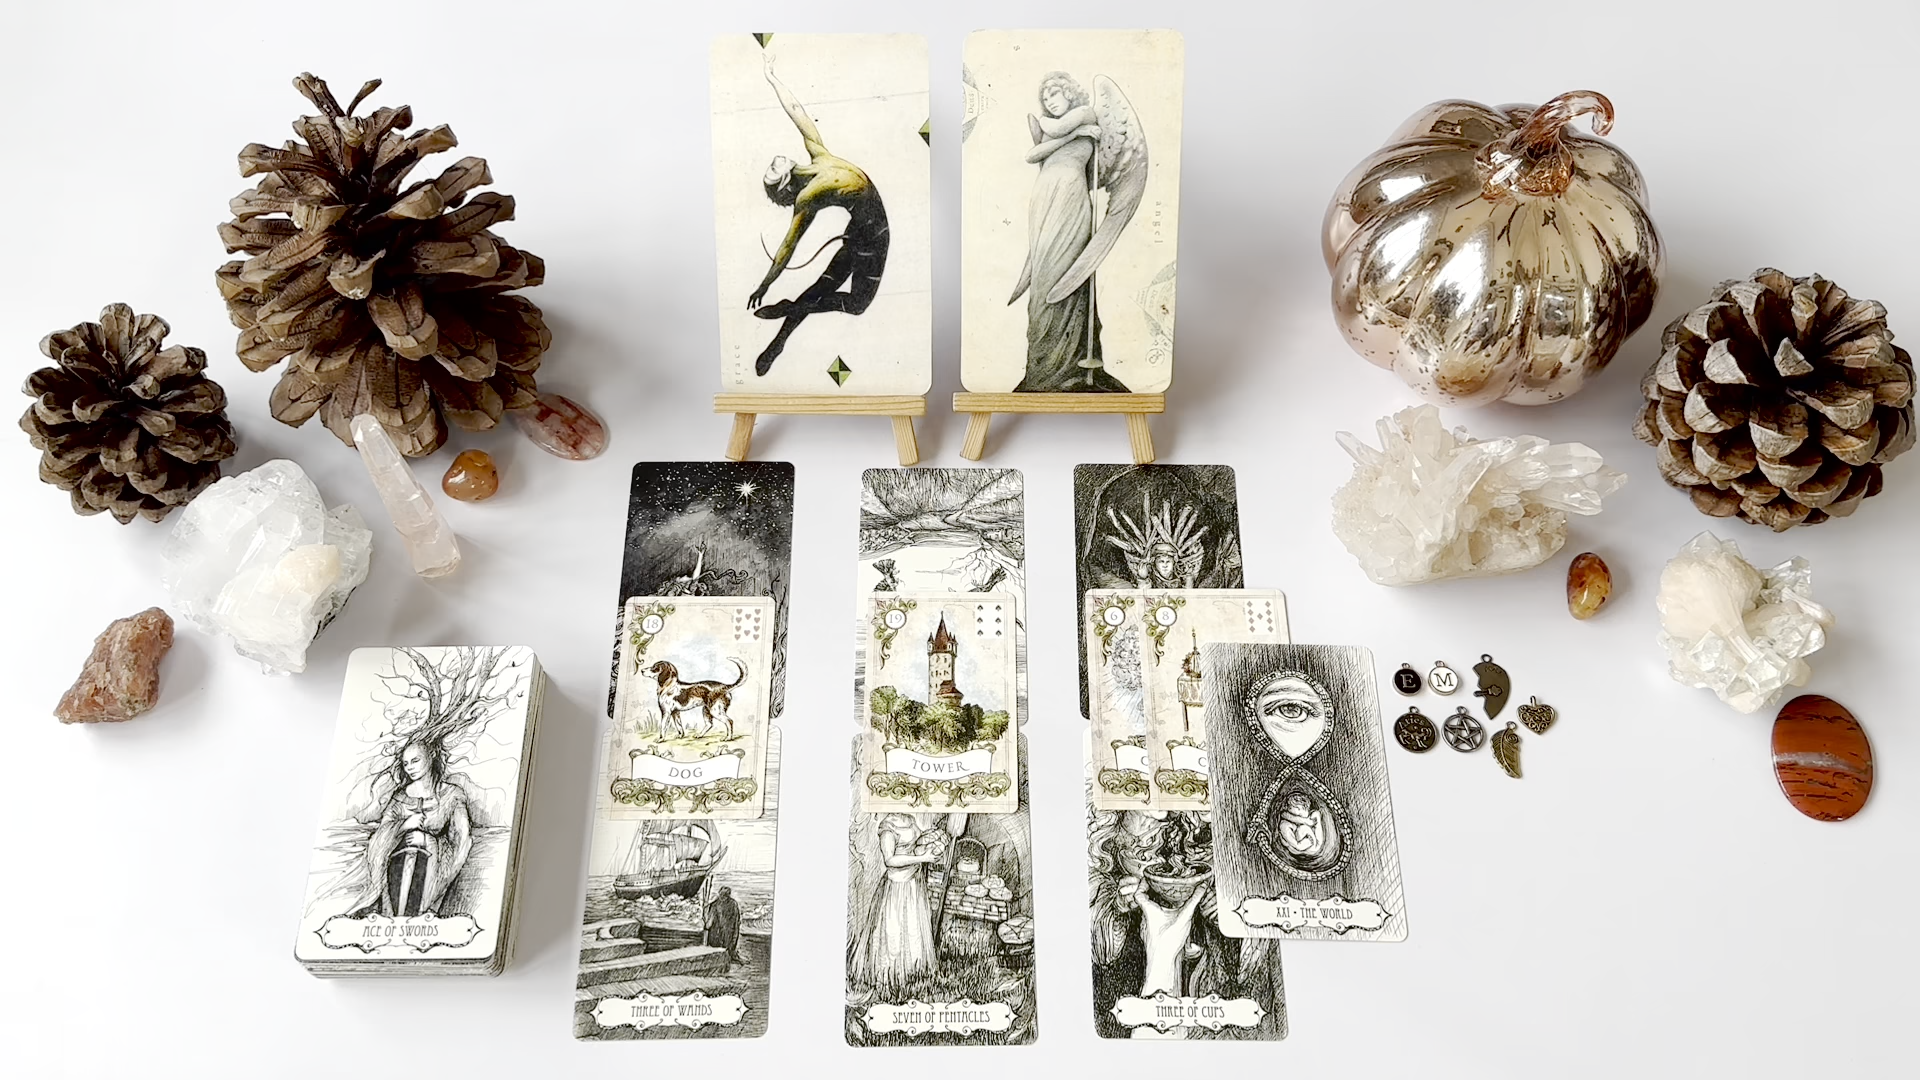 grace
angel
18
DOG
19
TOWER
6
8
C
C
E
M
Aries
ACE OF SWORDS
XXI • THE WORLD
THREE OF WANDS
SEVEN OF PENTACLES
THREE OF CUPS